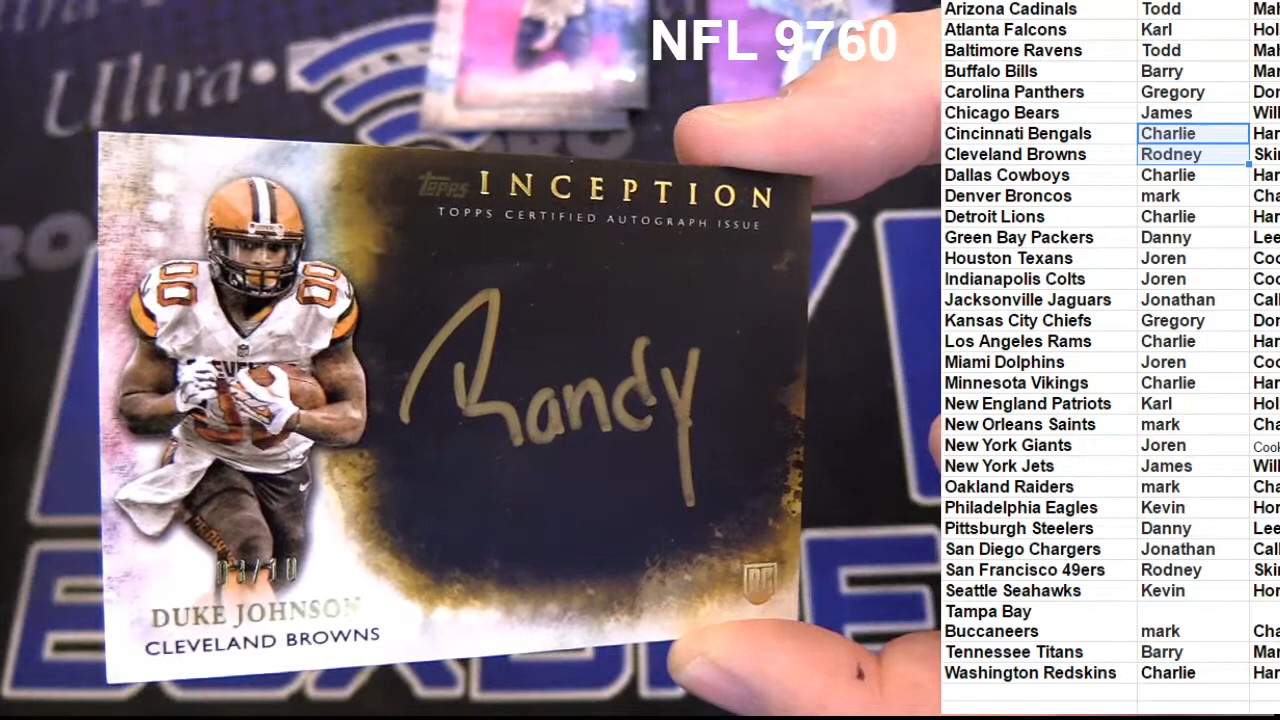 NFL 9760
Ultra
TOPPS INCEPTION
TOPPS CERTIFIED AUTOGRAPH ISSUE
Randy
03/10
DUKE JOHNSON
CLEVELAND BROWNS
RC
Arizona Cadinals Todd
Atlanta Falcons Karl
Baltimore Ravens Todd
Buffalo Bills Barry
Carolina Panthers Gregory
Chicago Bears James
Cincinnati Bengals Charlie
Cleveland Browns Rodney
Dallas Cowboys Charlie
Denver Broncos mark
Detroit Lions Charlie
Green Bay Packers Danny
Houston Texans Joren
Indianapolis Colts Joren
Jacksonville Jaguars Jonathan
Kansas City Chiefs Gregory
Los Angeles Rams Charlie
Miami Dolphins Joren
Minnesota Vikings Charlie
New England Patriots Karl
New Orleans Saints mark
New York Giants Joren
New York Jets James
Oakland Raiders mark
Philadelphia Eagles Kevin
Pittsburgh Steelers Danny
San Diego Chargers Jonathan
San Francisco 49ers Rodney
Seattle Seahawks Kevin
Tampa Bay
Buccaneers mark
Tennessee Titans Barry
Washington Redskins Charlie